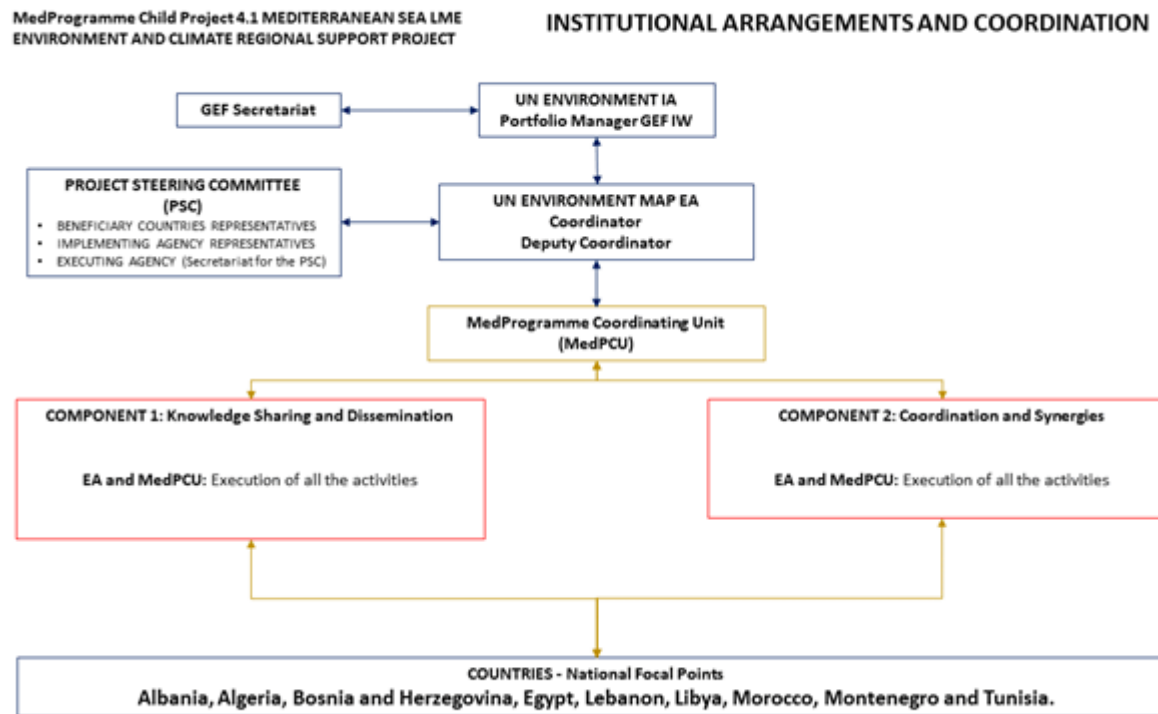 MedProgramme Child Project 4.1 MEDITERRANEAN SEA LME
ENVIRONMENT AND CLIMATE REGIONAL SUPPORT PROJECT
INSTITUTIONAL ARRANGEMENTS AND COORDINATION
GEF Secretariat
UN ENVIRONMENT IA
Portfolio Manager GEF IW
PROJECT STEERING COMMITTEE
(PSC)
• BENEFICIARY COUNTRIES REPRESENTATIVES
• IMPLEMENTING AGENCY REPRESENTATIVES
• EXECUTING AGENCY (Secretariat for the PSC)
UN ENVIRONMENT MAP EA
Coordinator
Deputy Coordinator
MedProgramme Coordinating Unit
(MedPCU)
COMPONENT 1: Knowledge Sharing and Dissemination
EA and MedPCU: Execution of all the activities
COMPONENT 2: Coordination and Synergies
EA and MedPCU: Execution of all the activities
COUNTRIES - National Focal Points
Albania, Algeria, Bosnia and Herzegovina, Egypt, Lebanon, Libya, Morocco, Montenegro and Tunisia.